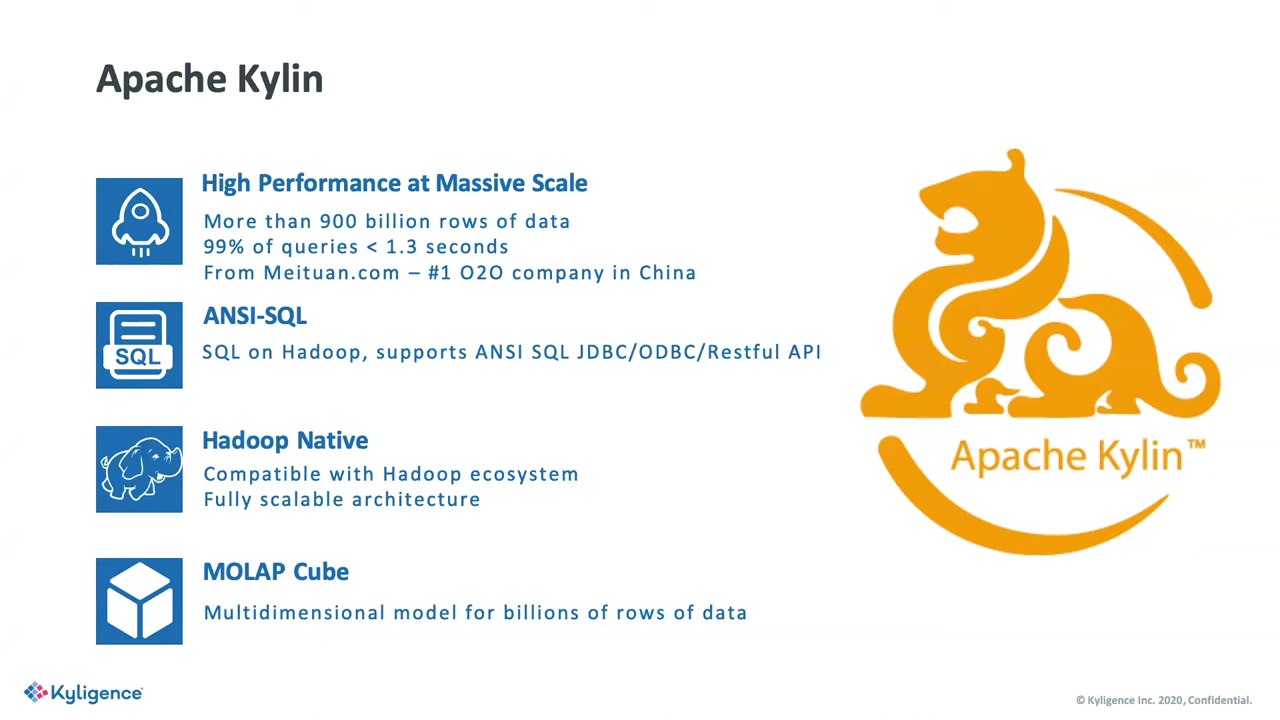 Apache Kylin
High Performance at Massive Scale
More than 900 billion rows of data
99% of queries < 1.3 seconds
From Meituan.com – #1 O2O company in China
SQL
ANSI-SQL
SQL on Hadoop, supports ANSI SQL JDBC/ODBC/Restful API
Hadoop Native
Compatible with Hadoop ecosystem
Fully scalable architecture
MOLAP Cube
Multidimensional model for billions of rows of data
Apache Kylin™
Kyligence
© Kyligence Inc. 2020, Confidential.